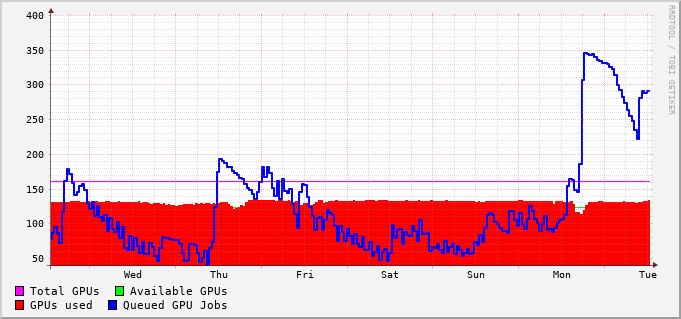 400
350
300
250
200
150
100
50
Wed Thu Fri Sat Sun Mon Tue
Total GPUs Available GPUs
GPUs used Queued GPU Jobs
RRDTOOL / TOBI OETIKER